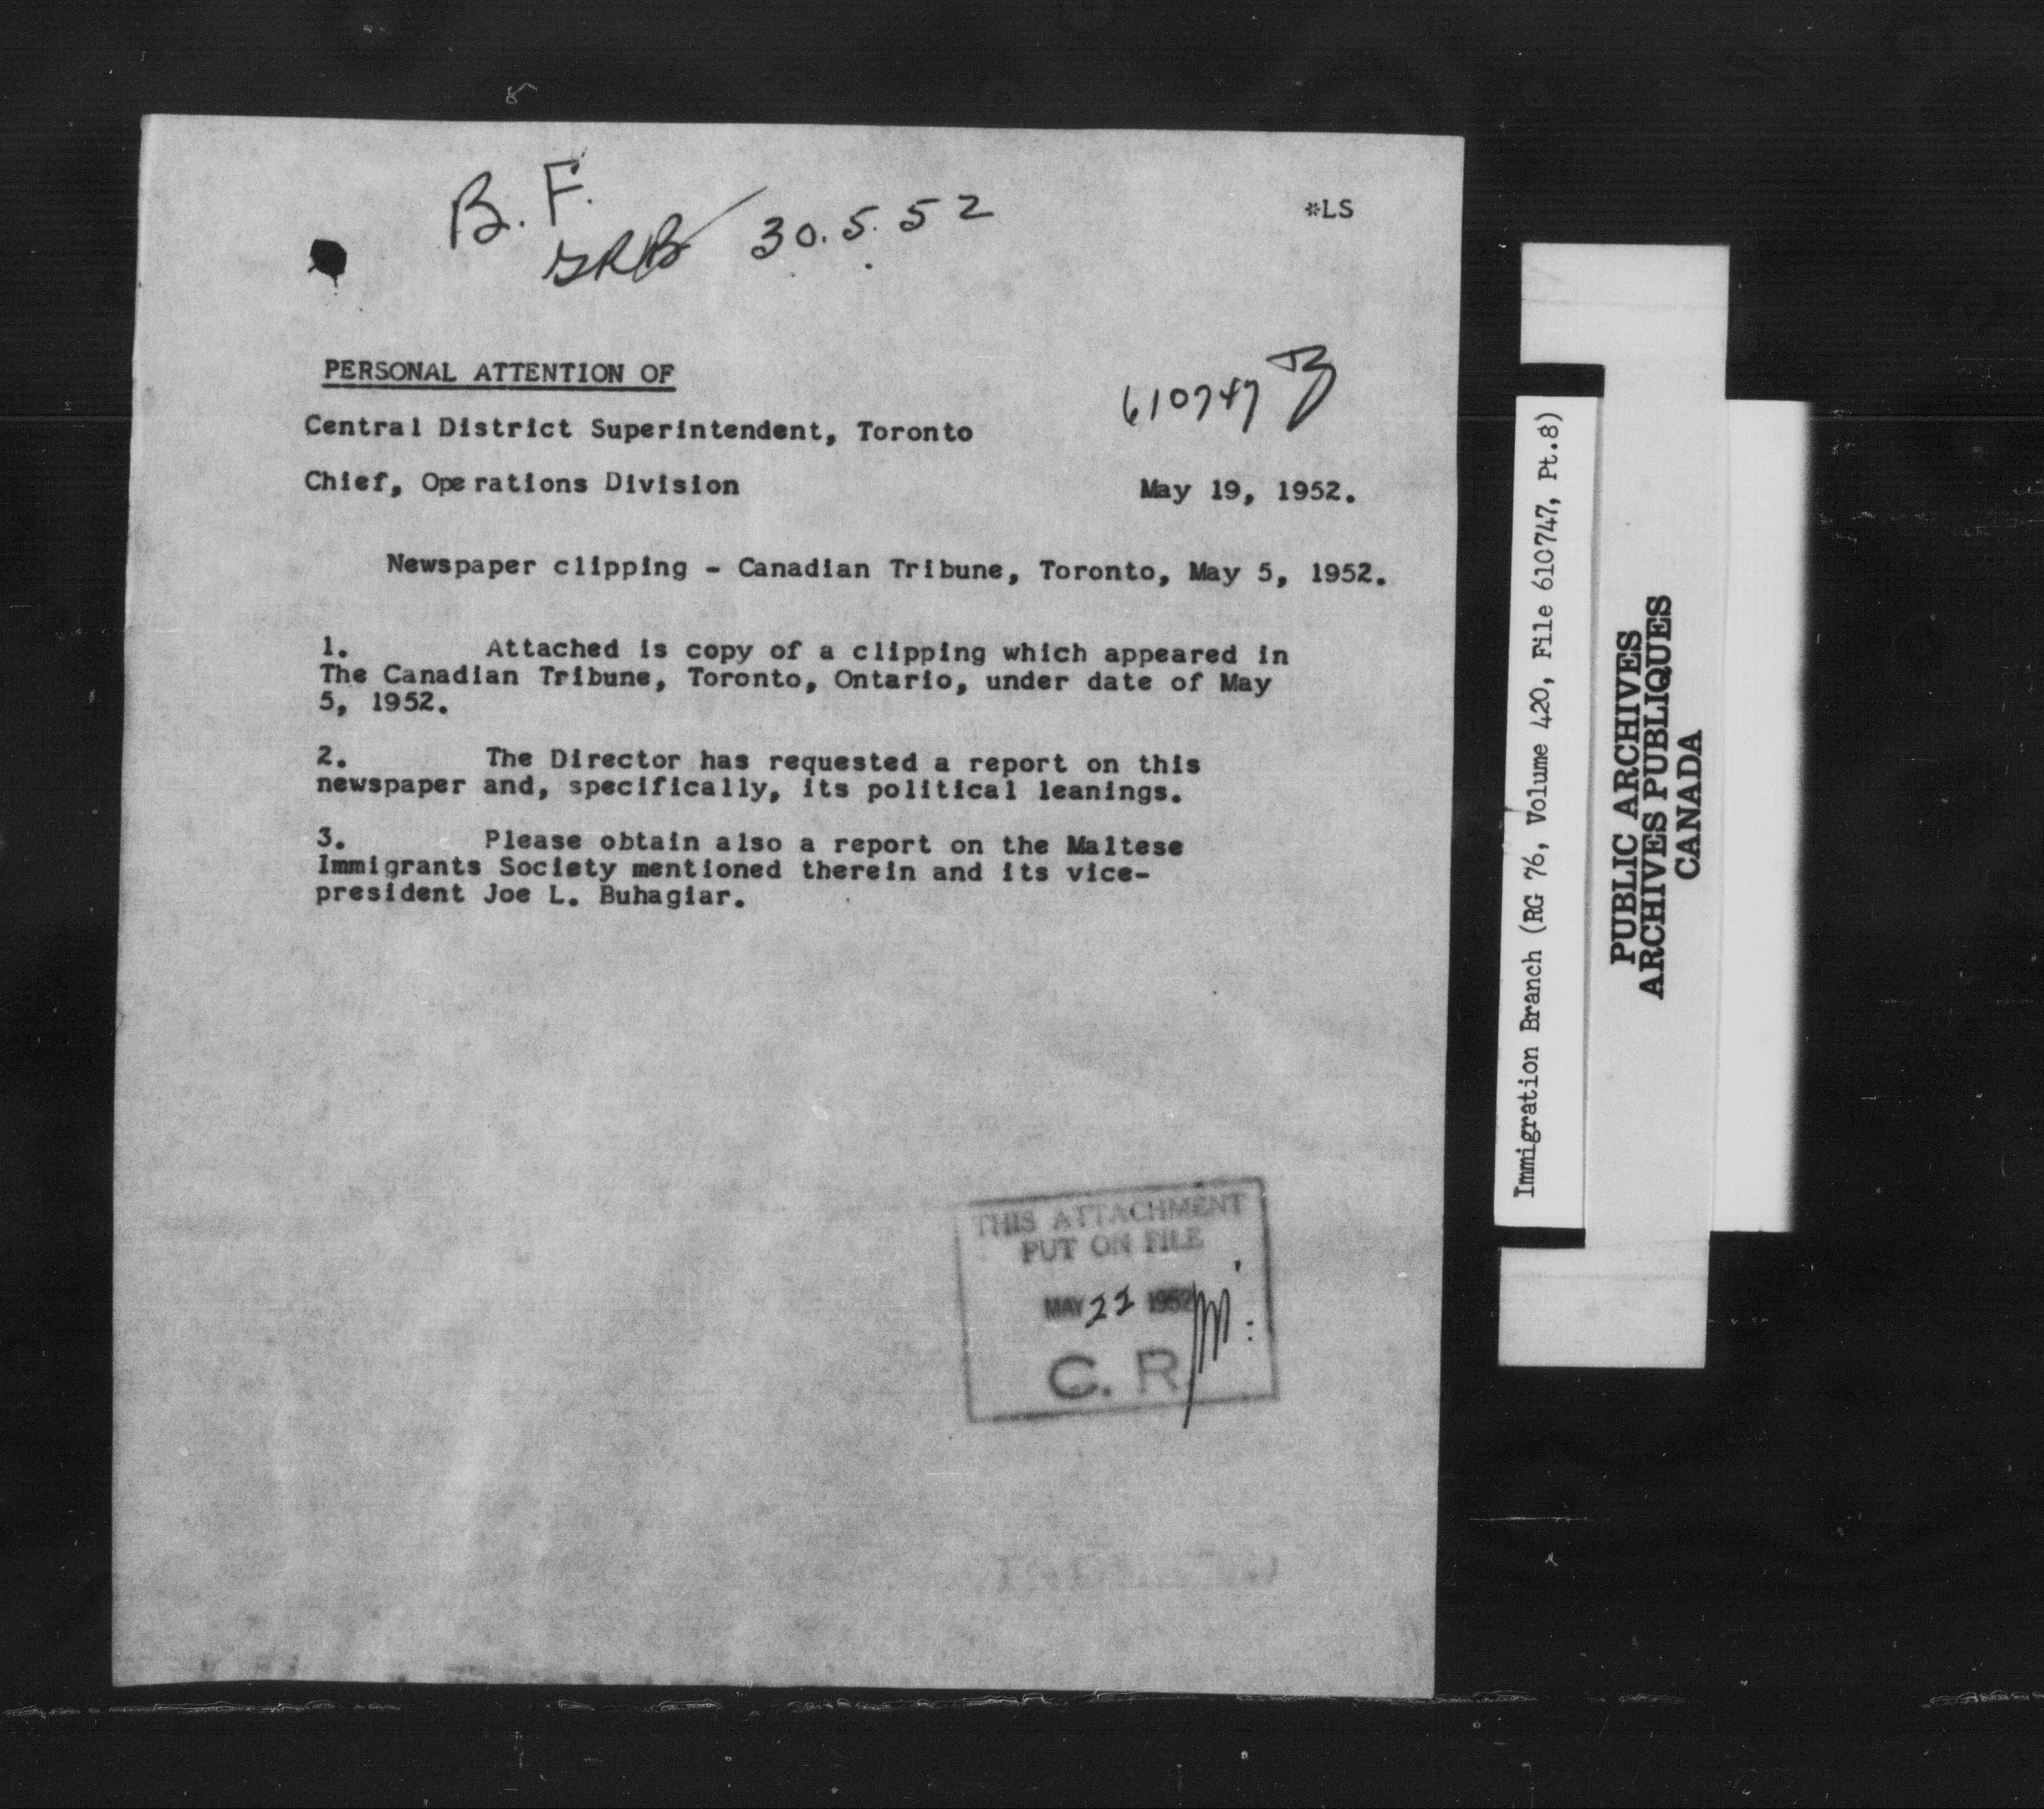 B. F.
30.5.52
*LS
PERSONAL ATTENTION OF
610747
Central District Superintendent, Toronto
Chief, Operations Division
May 19, 1952.
Newspaper clipping - Canadian Tribune, Toronto, May 5, 1952.
1. Attached is copy of a clipping which appeared in
The Canadian Tribune, Toronto, Ontario, under date of May
5, 1952.
2. The Director has requested a report on this
newspaper and, specifically, its political leanings.
3. Please obtain also a report on the Maltese
Immigrants Society mentioned therein and its vice-
president Joe L. Buhagiar.
THIS ATTACHMENT
PUT ON FILE
MAY 22 1952
C. R.
Immigration Branch (RG 76, Volume 420, File 610747, Pt.8)
PUBLIC ARCHIVES
ARCHIVES PUBLIQUES
CANADA